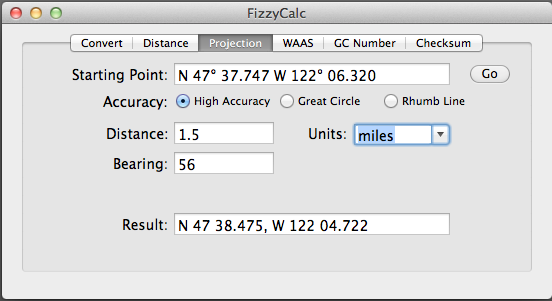 FizzyCalc
Convert Distance Projection WAAS GC Number Checksum
Starting Point: N 47° 37.747 W 122° 06.320 Go
Accuracy: High Accuracy Great Circle Rhumb Line
Distance: 1.5 Units: miles
Bearing: 56
Result: N 47 38.475, W 122 04.722